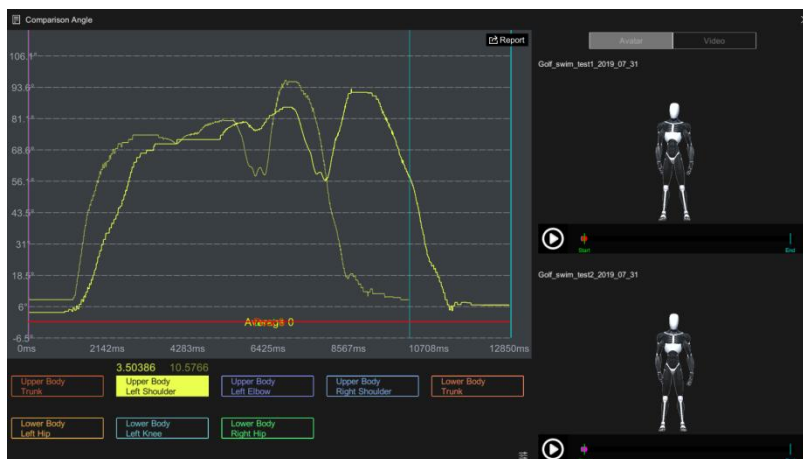 Comparison Angle
Report
Avatar Video
Golf_swim_test1_2019_07_31
106.1°
93.6°
81.1°
68.6°
56.1°
43.5°
31°
18.5°
6°
-6.5°
0ms 2142ms 4283ms 6425ms 8567ms 10708ms 12850ms
Start End
Golf_swim_test2_2019_07_31
3.50386 10.5766
Upper Body
Trunk
Upper Body
Left Shoulder
Upper Body
Left Elbow
Upper Body
Right Shoulder
Lower Body
Trunk
Lower Body
Left Hip
Lower Body
Left Knee
Lower Body
Right Hip